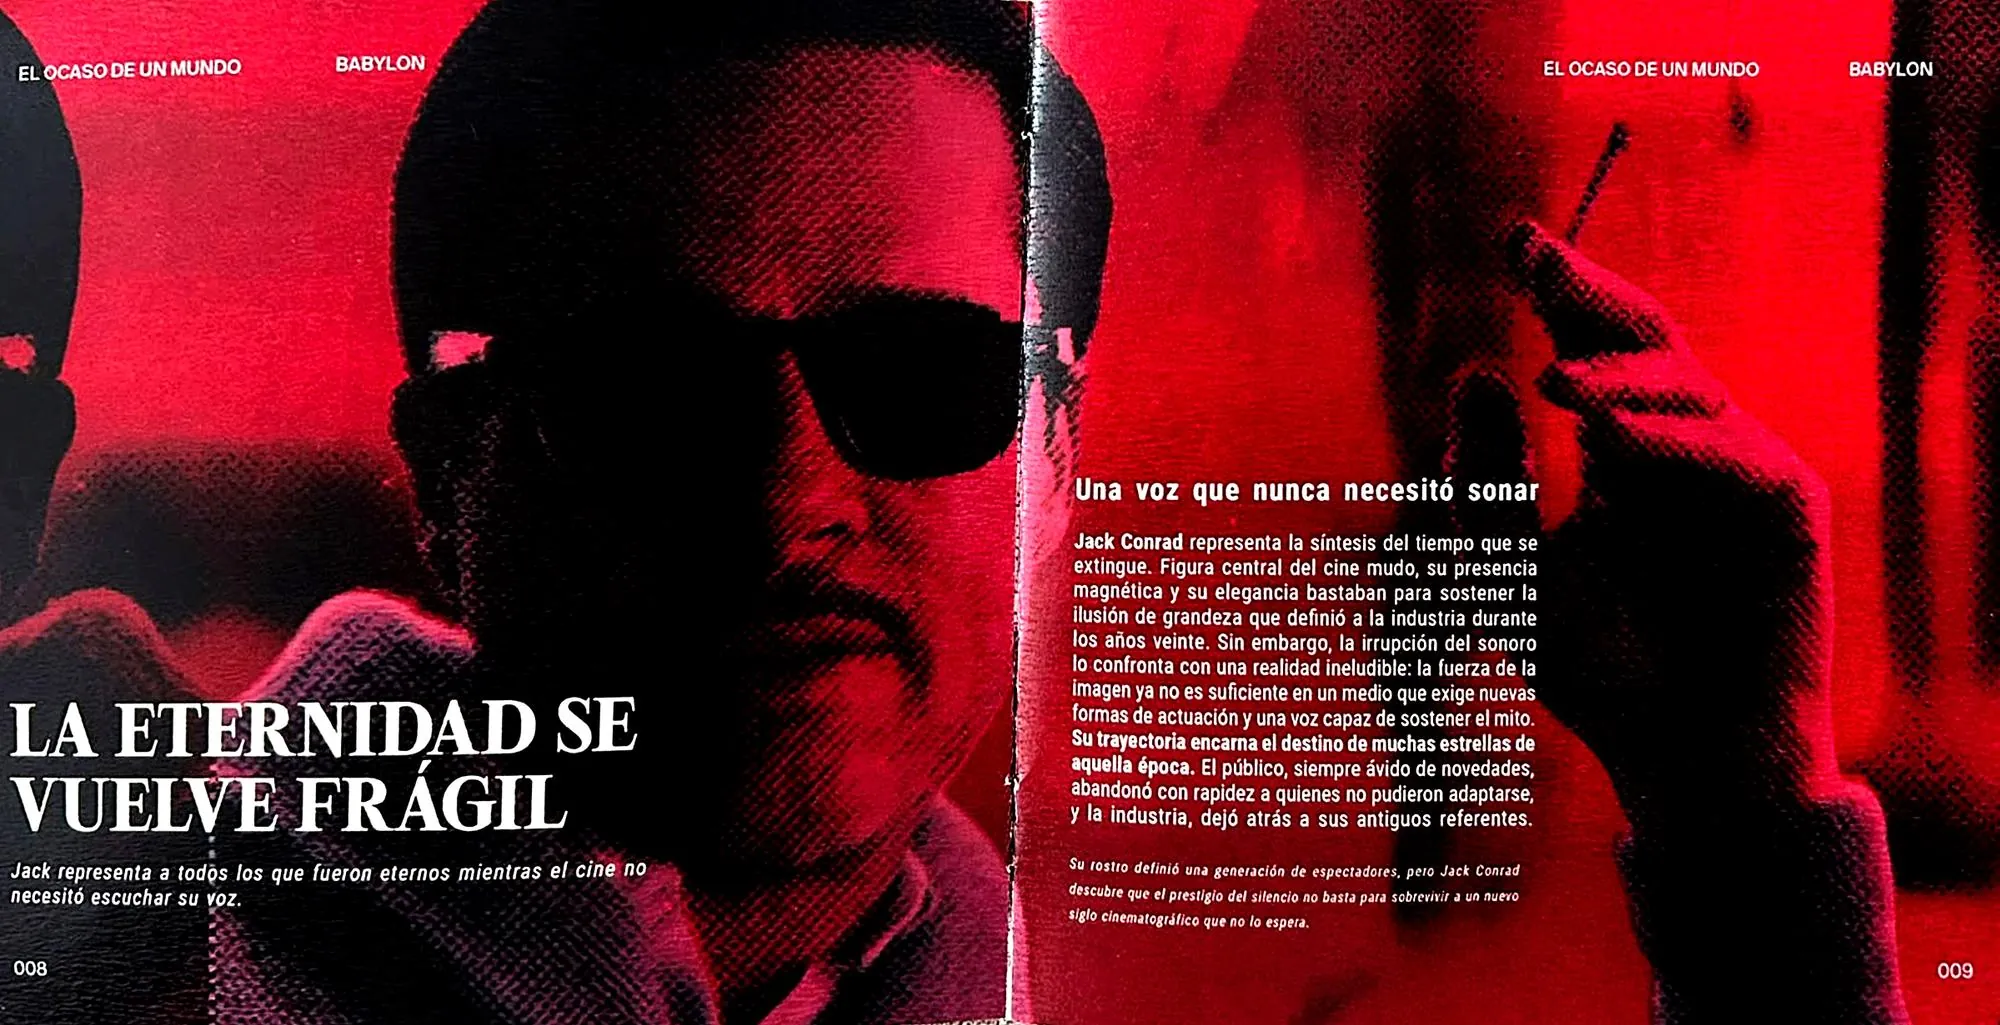 EL OCASO DE UN MUNDO
BABYLON
LA ETERNIDAD SE
VUELVE FRÁGIL
Jack representa a todos los que fueron eternos mientras el cine no
necesitó escuchar su voz.
008
EL OCASO DE UN MUNDO
BABYLON
Una voz que nunca necesitó sonar
Jack Conrad representa la síntesis del tiempo que se
extingue. Figura central del cine mudo, su presencia
magnética y su elegancia bastaban para sostener la
ilusión de grandeza que definió a la industria durante
los años veinte. Sin embargo, la irrupción del sonoro
lo confronta con una realidad ineludible: la fuerza de la
imagen ya no es suficiente en un medio que exige nuevas
formas de actuación y una voz capaz de sostener el mito.
Su trayectoria encarna el destino de muchas estrellas de
aquella época. El público, siempre ávido de novedades,
abandonó con rapidez a quienes no pudieron adaptarse,
y la industria, dejó atrás a sus antiguos referentes.
Su rostro definió una generación de espectadores, pero Jack Conrad
descubre que el prestigio del silencio no basta para sobrevivir a un nuevo
siglo cinematográfico que no lo espera.
009